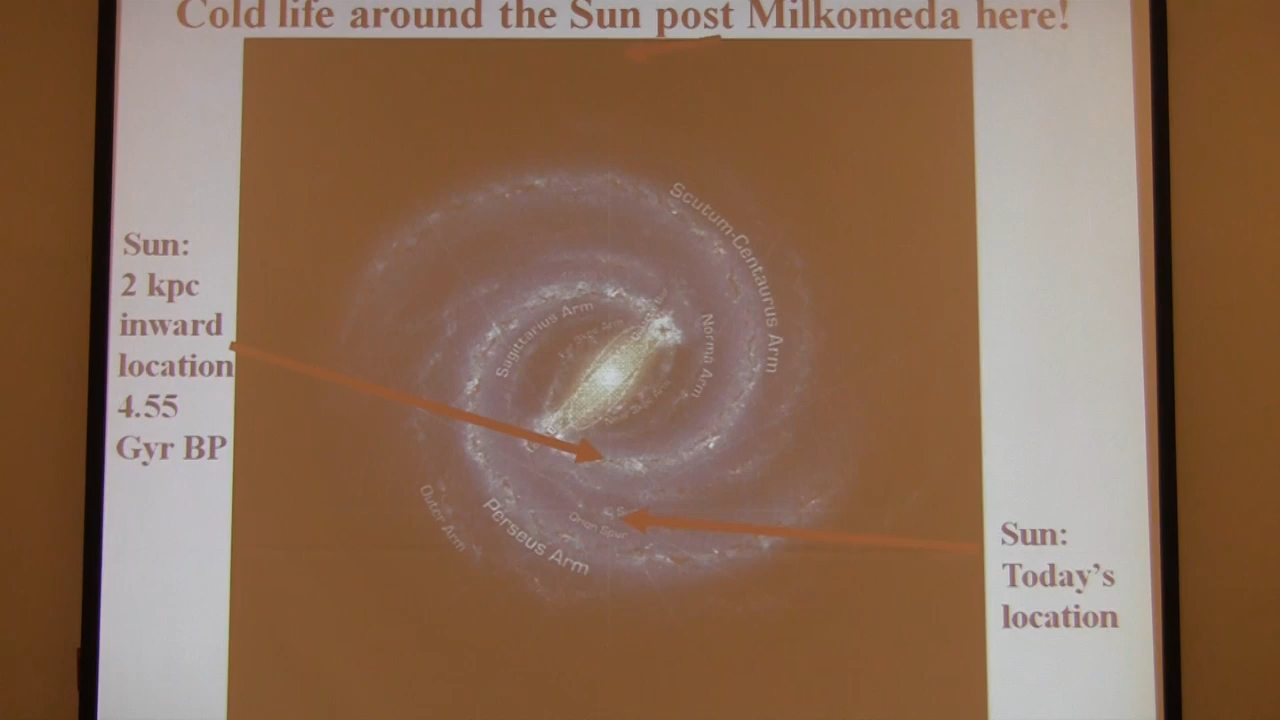 Cold life around the Sun post Milkomeda here!
Scutum-Centaurus Arm
Sun:
2 kpc
inward
location
4.55
Gyr BP
Sagittarius Arm
Norma Arm
Orion Spur
Perseus Arm
Outer Arm
Sun:
Today's
location